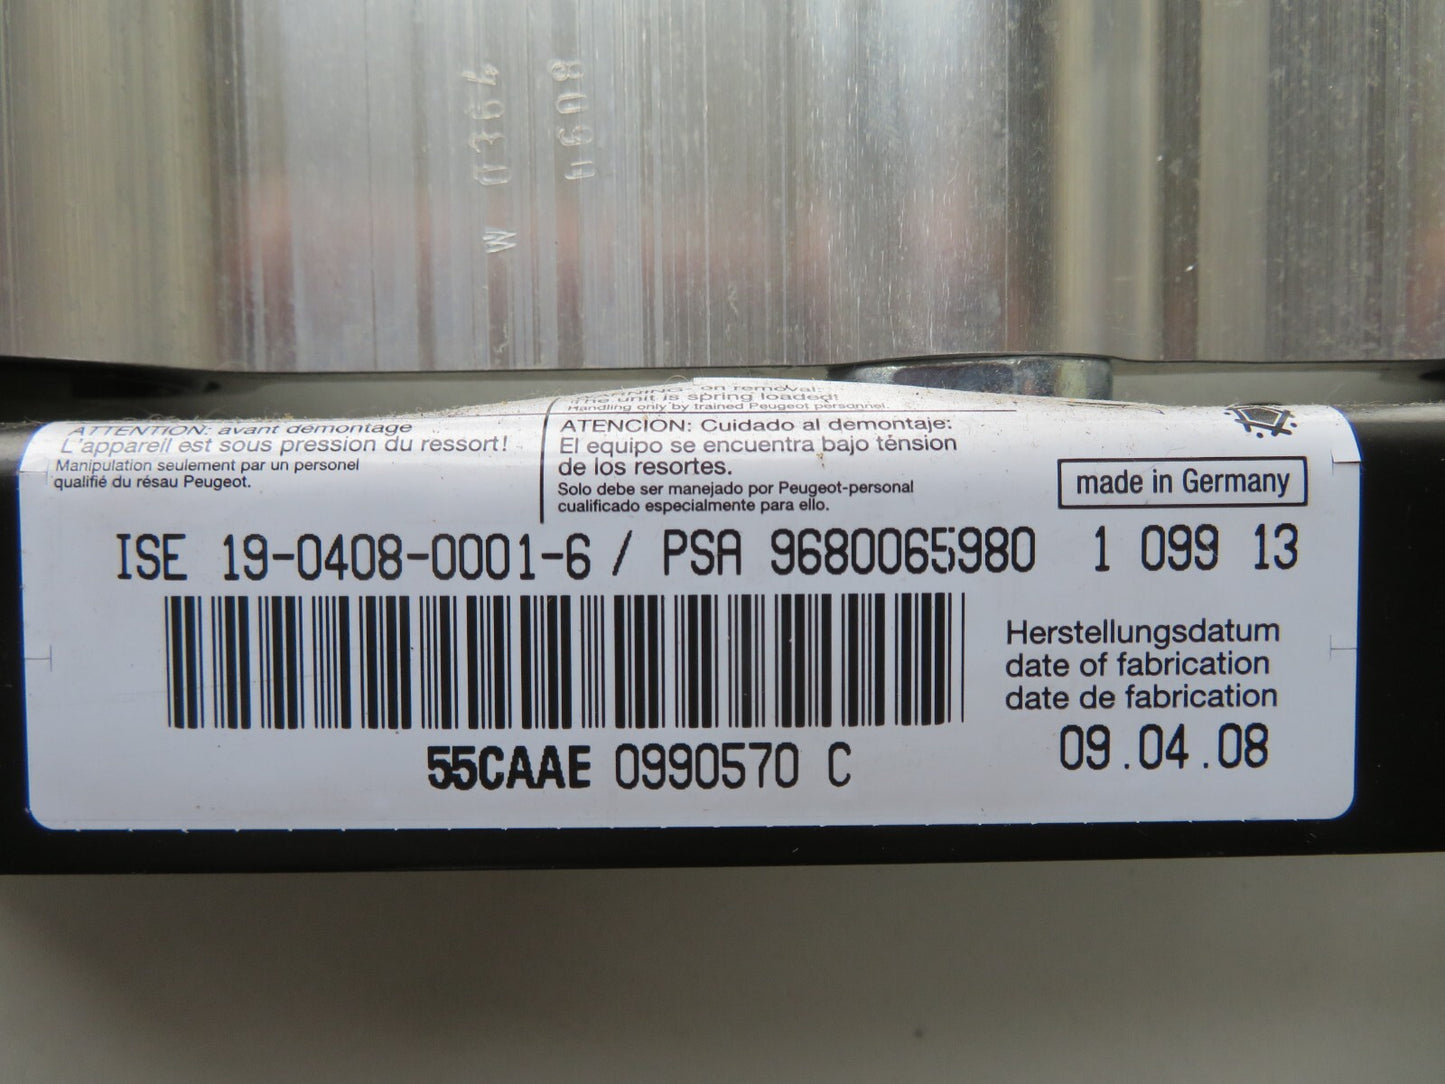 W 0364
809H
on removal:
The unit is spring loaded!
Handling only by trained Peugeot personnel.
ATTENTION: avant démontage
L'appareil est sous pression du ressort!
Manipulation seulement par un personel
qualifié du résau Peugeot.
ATENCIÓN: Cuidado al demontaje:
El equipo se encuentra bajo ténsion
de los resortes.
Solo debe ser manejado por Peugeot-personal
cualificado especialmente para ello.
made in Germany
ISE 19-0408-0001-6 / PSA 9680065980 1 099 13
Herstellungsdatum
date of fabrication
date de fabrication
09.04.08
55CAAE 0990570 C